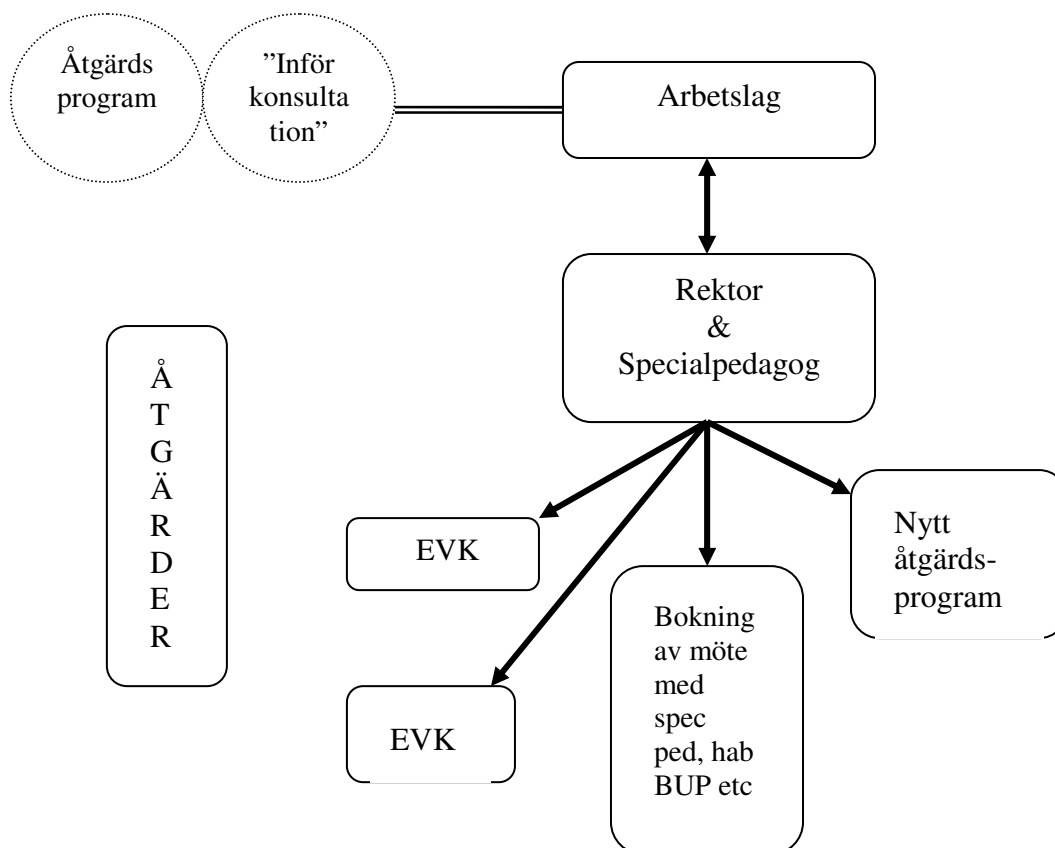 Åtgärds
program
”Inför
konsulta
tion”
Arbetslag
Rektor
&
Specialpedagog
Å
T
G
Ä
R
D
E
R
EVK
Nytt
åtgärds-
program
EVK
Bokning
av möte
med
spec
ped, hab
BUP etc